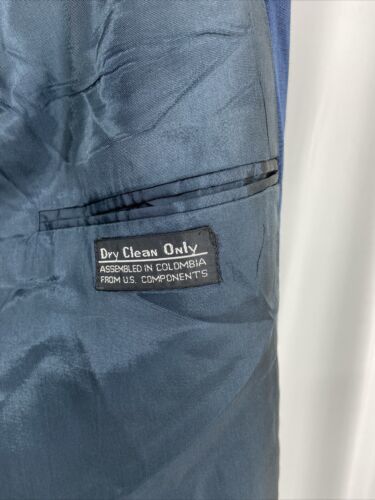 Dry Clean Only
ASSEMBLED IN COLOMBIA
FROM U.S. COMPONENTS